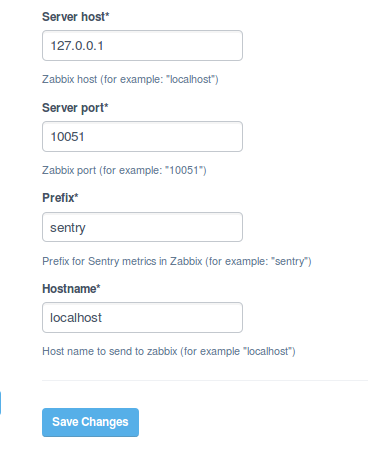 Server host*
127.0.0.1
Zabbix host (for example: "localhost")
Server port*
10051
Zabbix port (for example: "10051")
Prefix*
sentry
Prefix for Sentry metrics in Zabbix (for example: "sentry")
Hostname*
localhost
Host name to send to zabbix (for example "localhost")
Save Changes